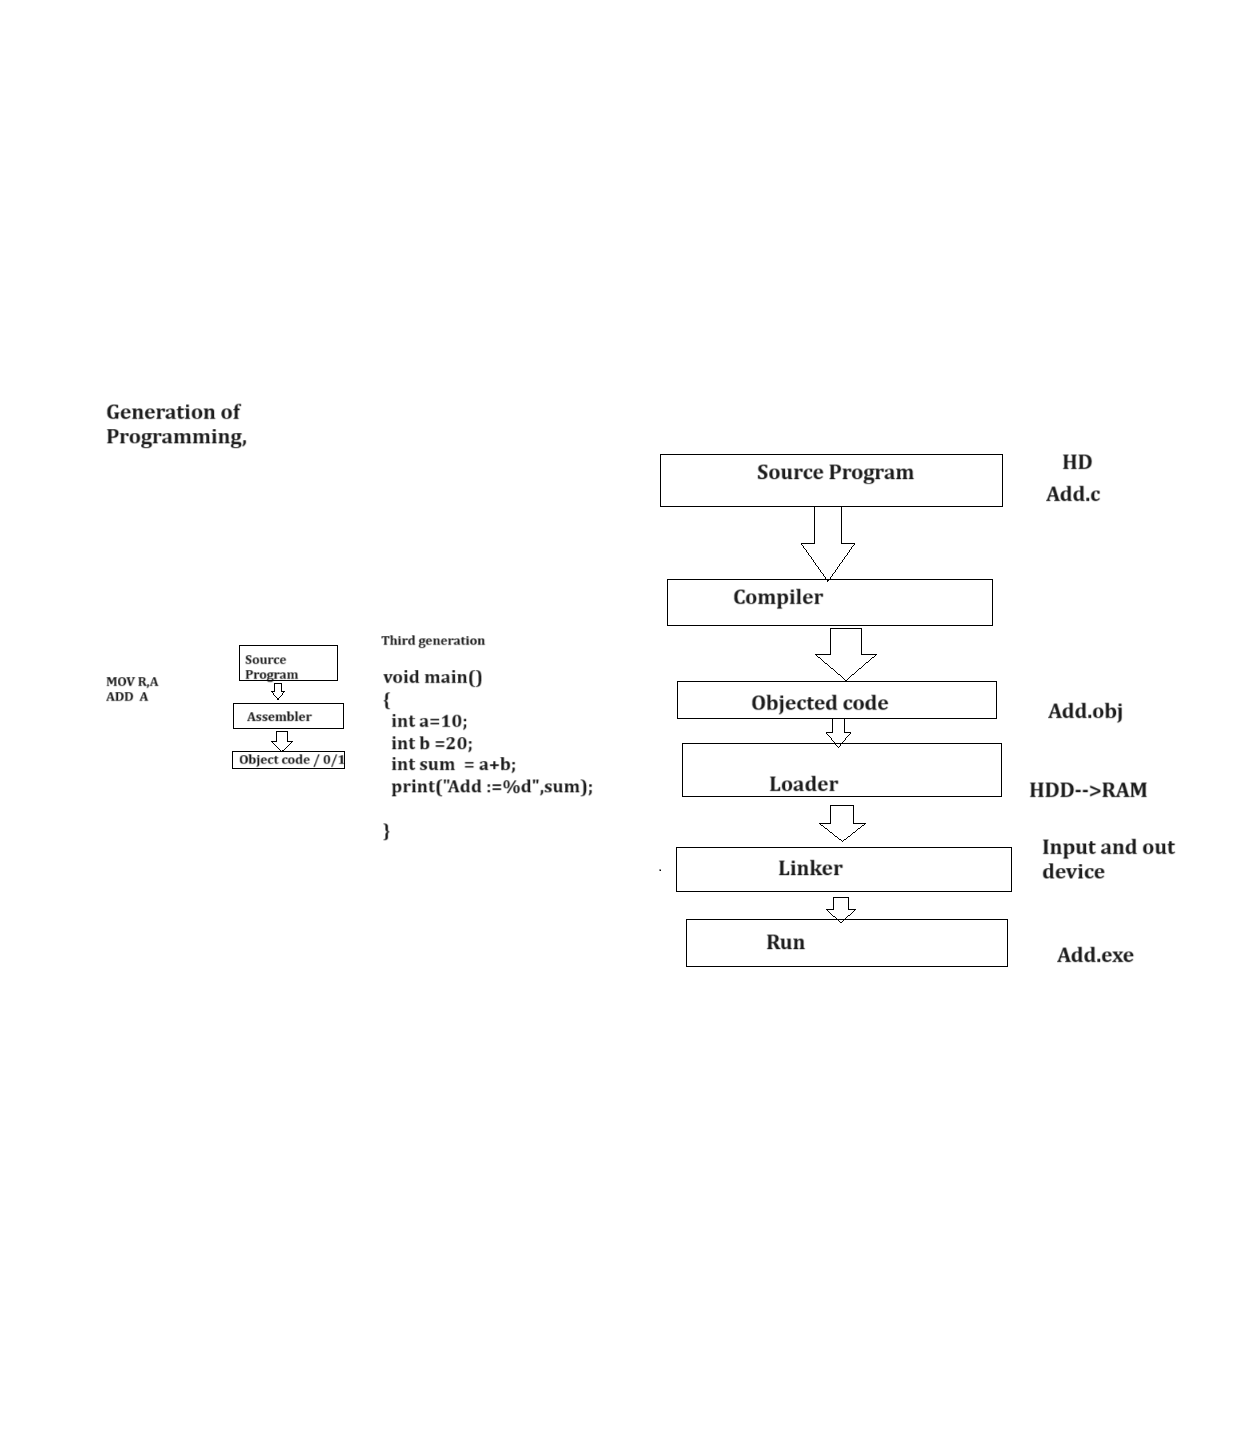 Generation of
Programming,
MOV R,A
ADD A
Source
Program
Assembler
Object code / 0/1
Third generation
void main()
{
int a=10;
int b =20;
int sum = a+b;
print("Add :=%d",sum);
}
Source Program
HD
Add.c
Compiler
Objected code
Add.obj
Loader
HDD-->RAM
Linker
Input and out
device
Run
Add.exe